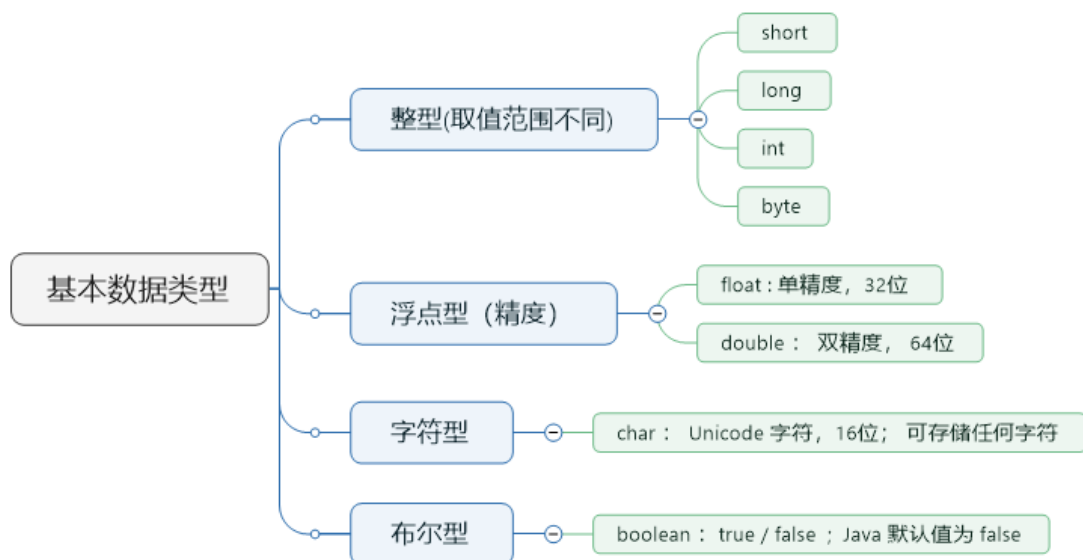 基本数据类型
整型(取值范围不同)
short
long
int
byte
浮点型（精度）
float : 单精度，32位
double ： 双精度， 64位
字符型
char ： Unicode 字符，16位； 可存储任何字符
布尔型
boolean ：true / false ；Java 默认值为 false